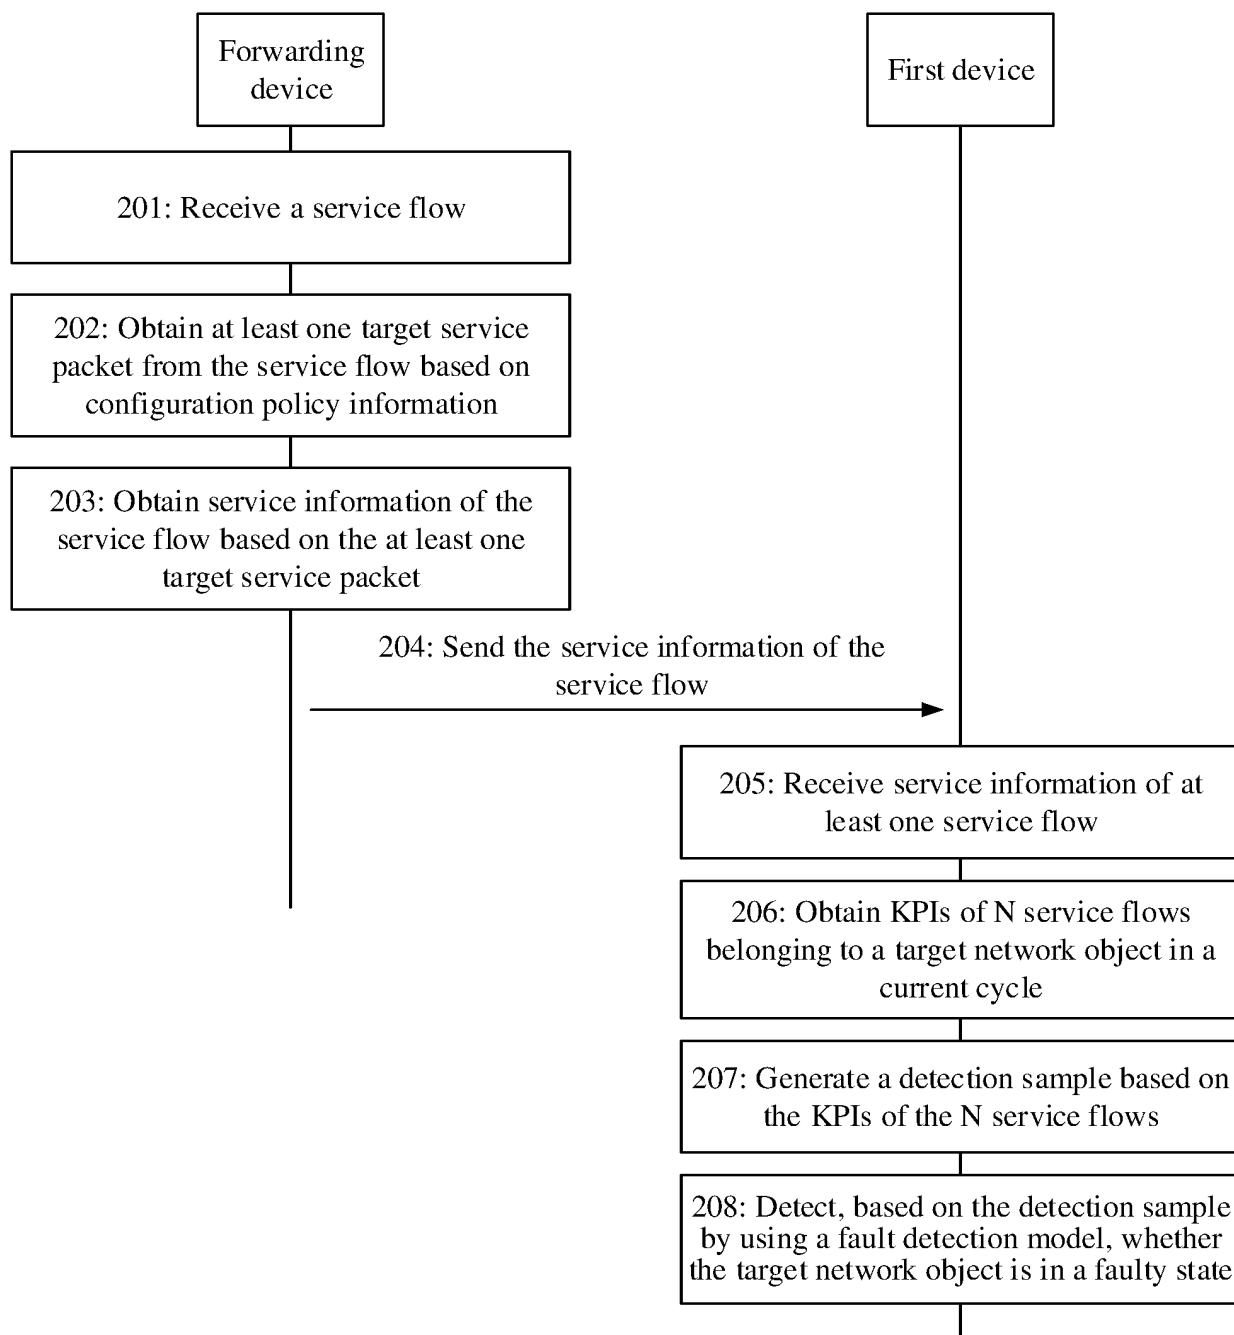 Forwarding
device
First device
201: Receive a service flow
202: Obtain at least one target service
packet from the service flow based on
configuration policy information
203: Obtain service information of the
service flow based on the at least one
target service packet
204: Send the service information of the
service flow
205: Receive service information of at
least one service flow
206: Obtain KPIs of N service flows
belonging to a target network object in a
current cycle
207: Generate a detection sample based on
the KPIs of the N service flows
208: Detect, based on the detection sample
by using a fault detection model, whether
the target network object is in a faulty state